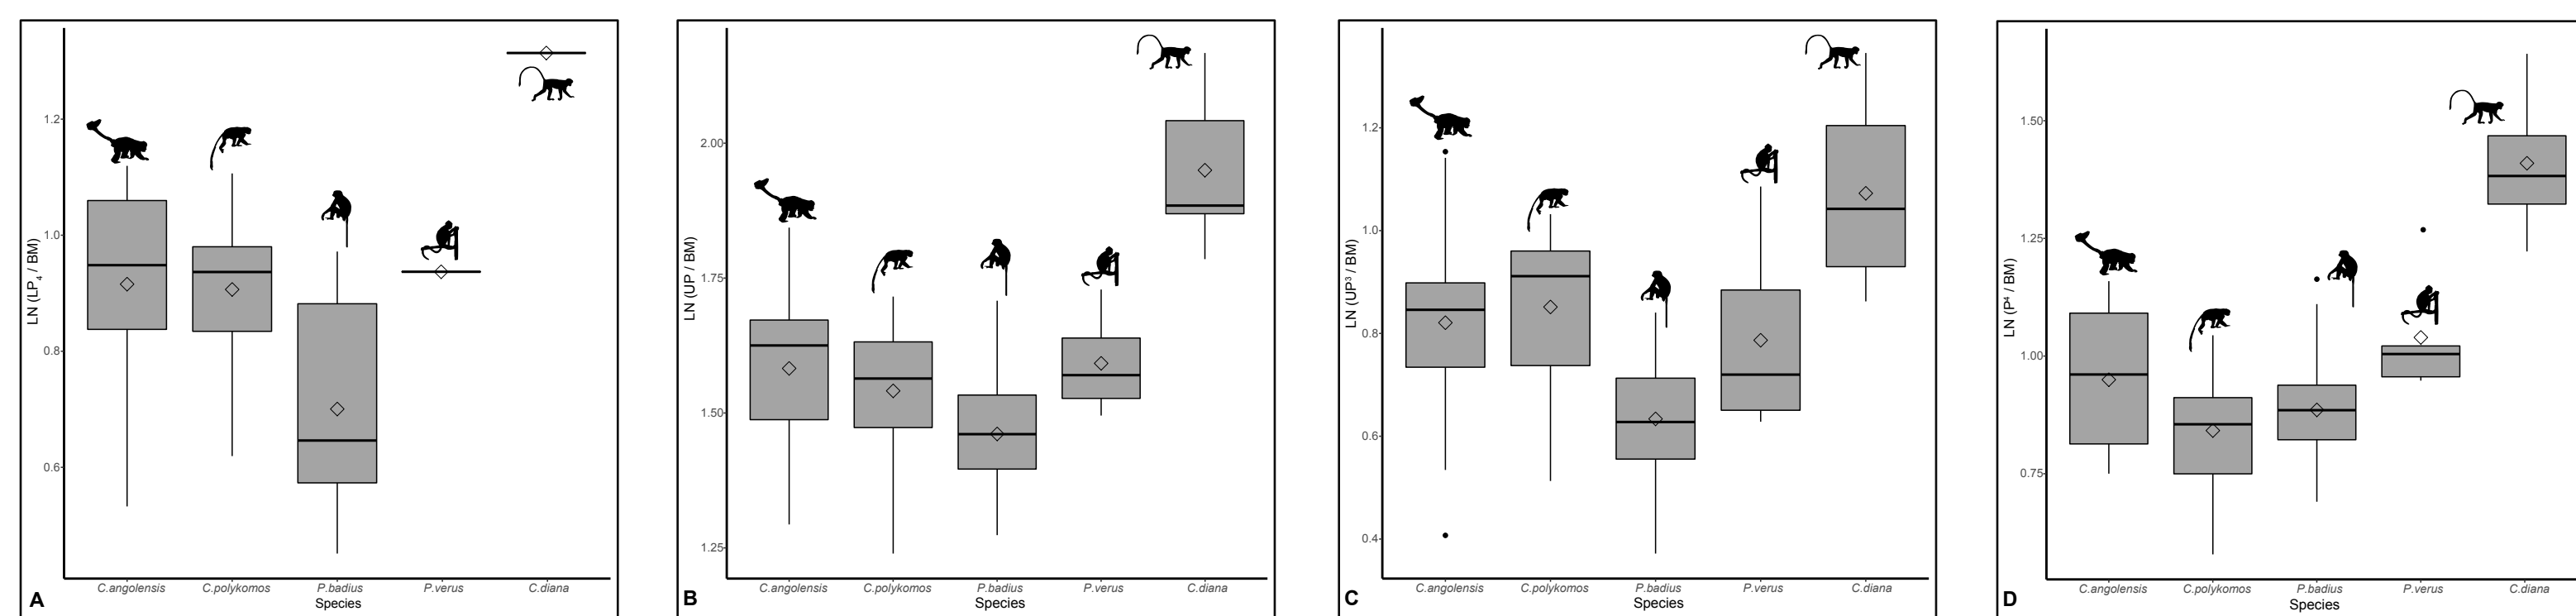 LN (LP4 / BM)
1.2
1.0
0.8
0.6
C.angolensis C.polykomos P.badius P.verus C.diana
Species
A
LN (UP / BM)
2.00
1.75
1.50
1.25
C.angolensis C.polykomos P.badius P.verus C.diana
Species
B
LN (UP³ / BM)
1.2
1.0
0.8
0.6
0.4
C.angolensis C.polykomos P.badius P.verus C.diana
Species
C
LN (P⁴ / BM)
1.50
1.25
1.00
0.75
C.angolensis C.polykomos P.badius P.verus C.diana
Species
D